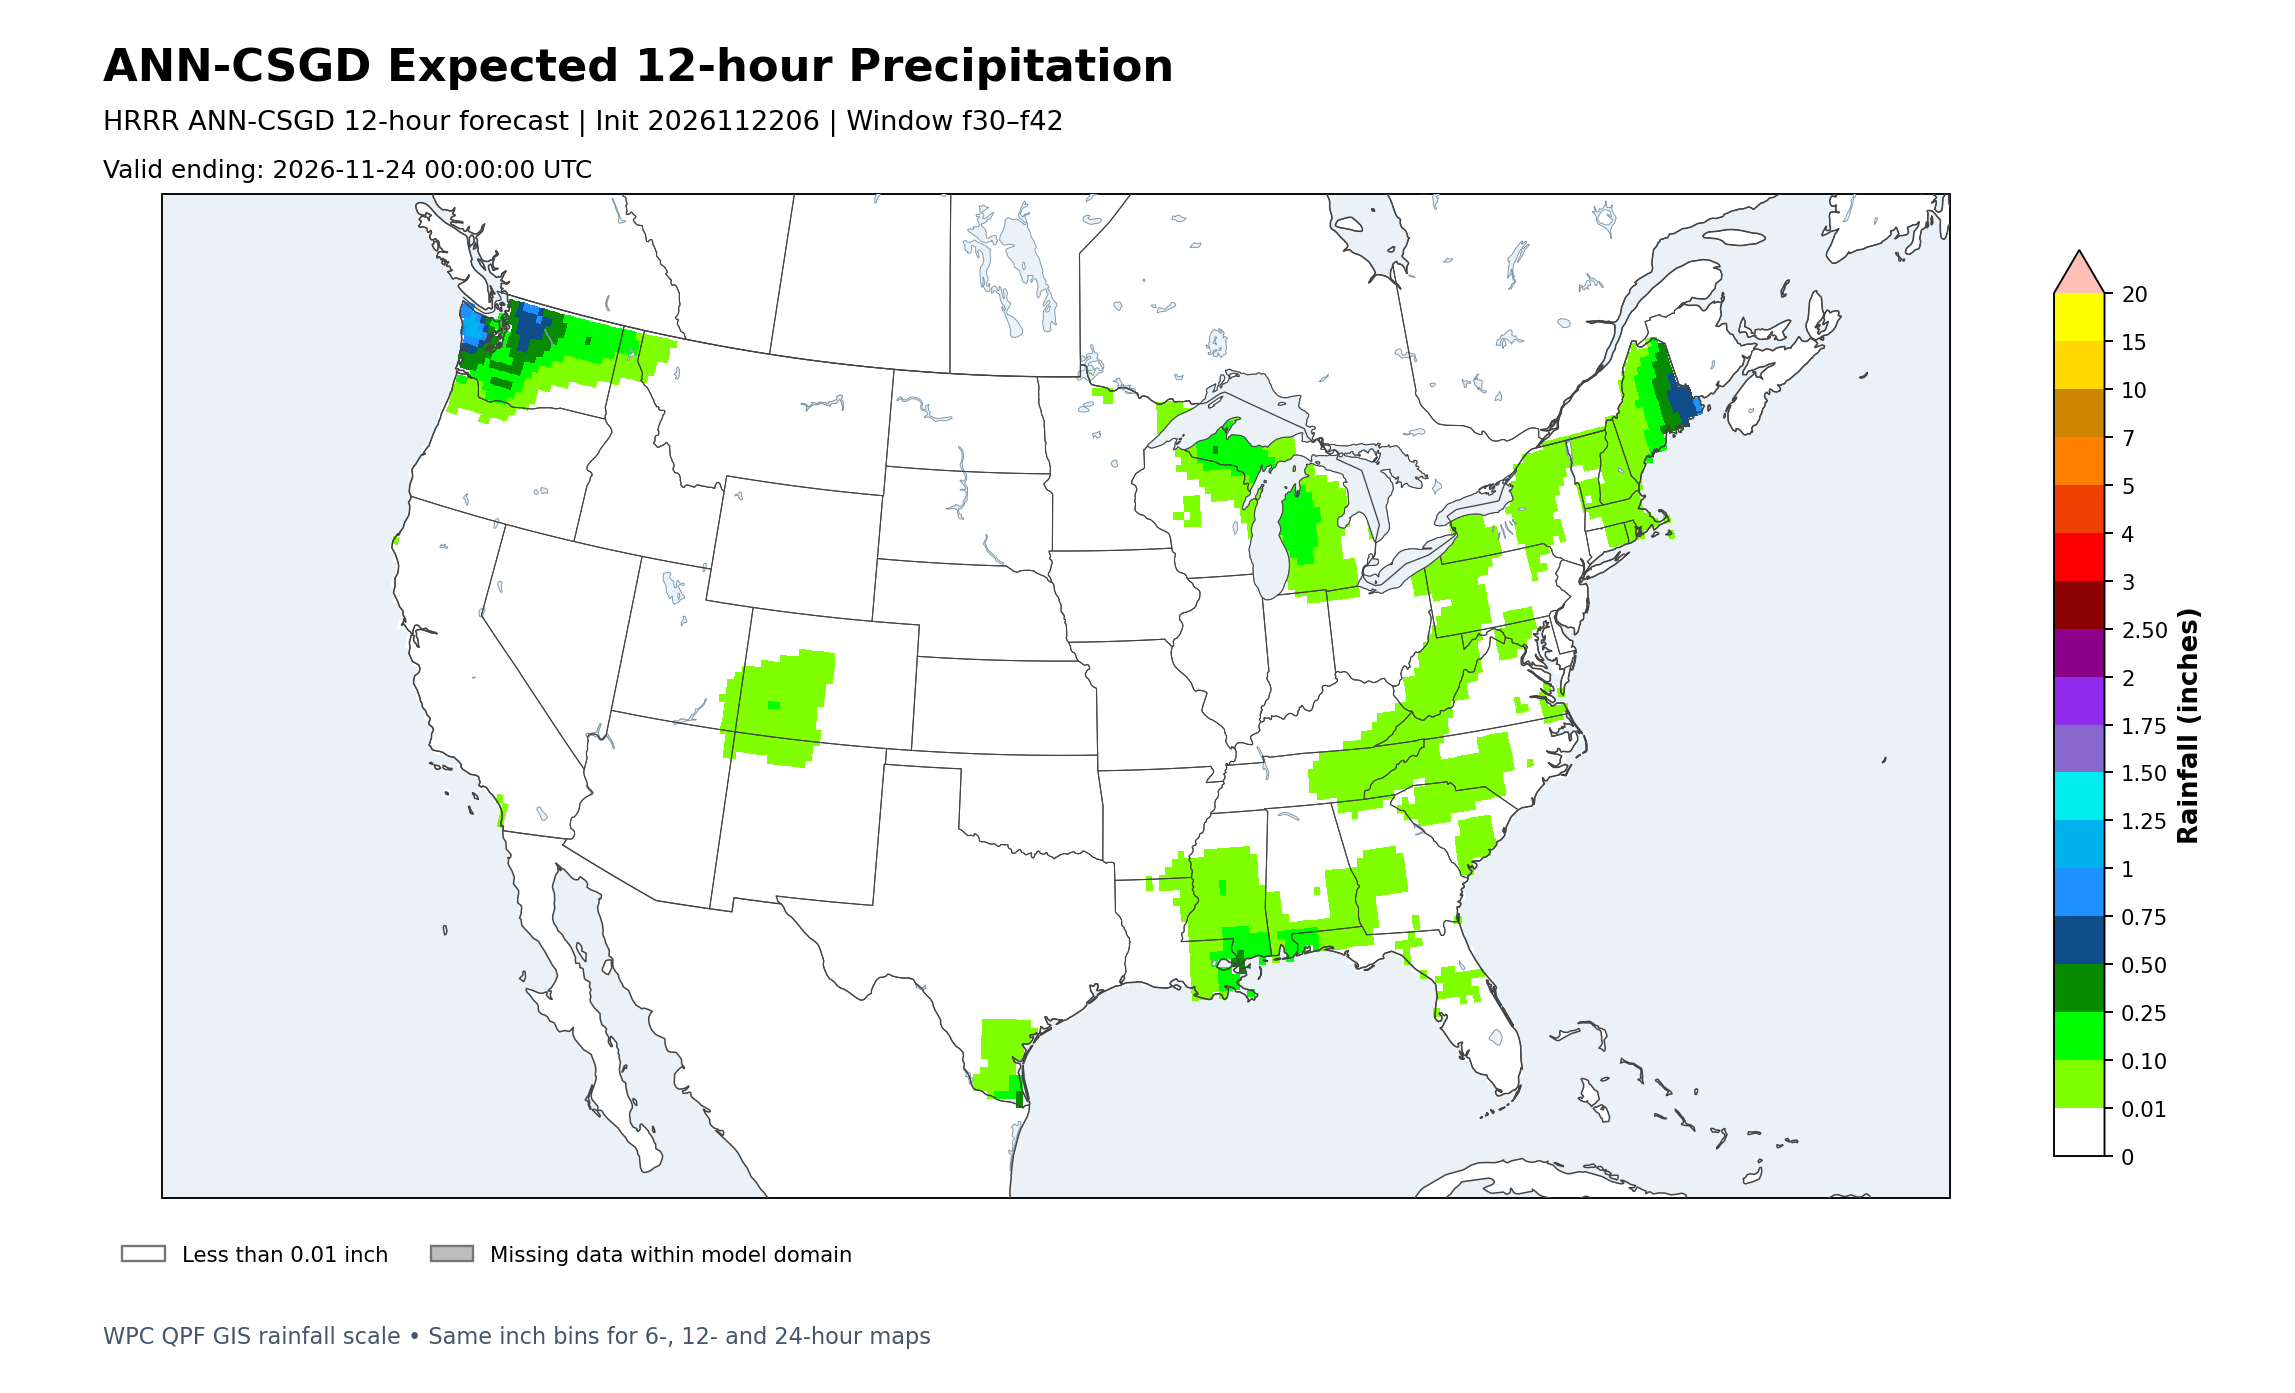 ANN-CSGD Expected 12-hour Precipitation
HRRR ANN-CSGD 12-hour forecast | Init 2026112206 | Window f30–f42
Valid ending: 2026-11-24 00:00:00 UTC
20
15
10
7
5
4
3
2.50
2
1.75
1.50
1.25
1
0.75
0.50
0.25
0.10
0.01
0
Rainfall (inches)
Less than 0.01 inch
Missing data within model domain
WPC QPF GIS rainfall scale • Same inch bins for 6-, 12- and 24-hour maps